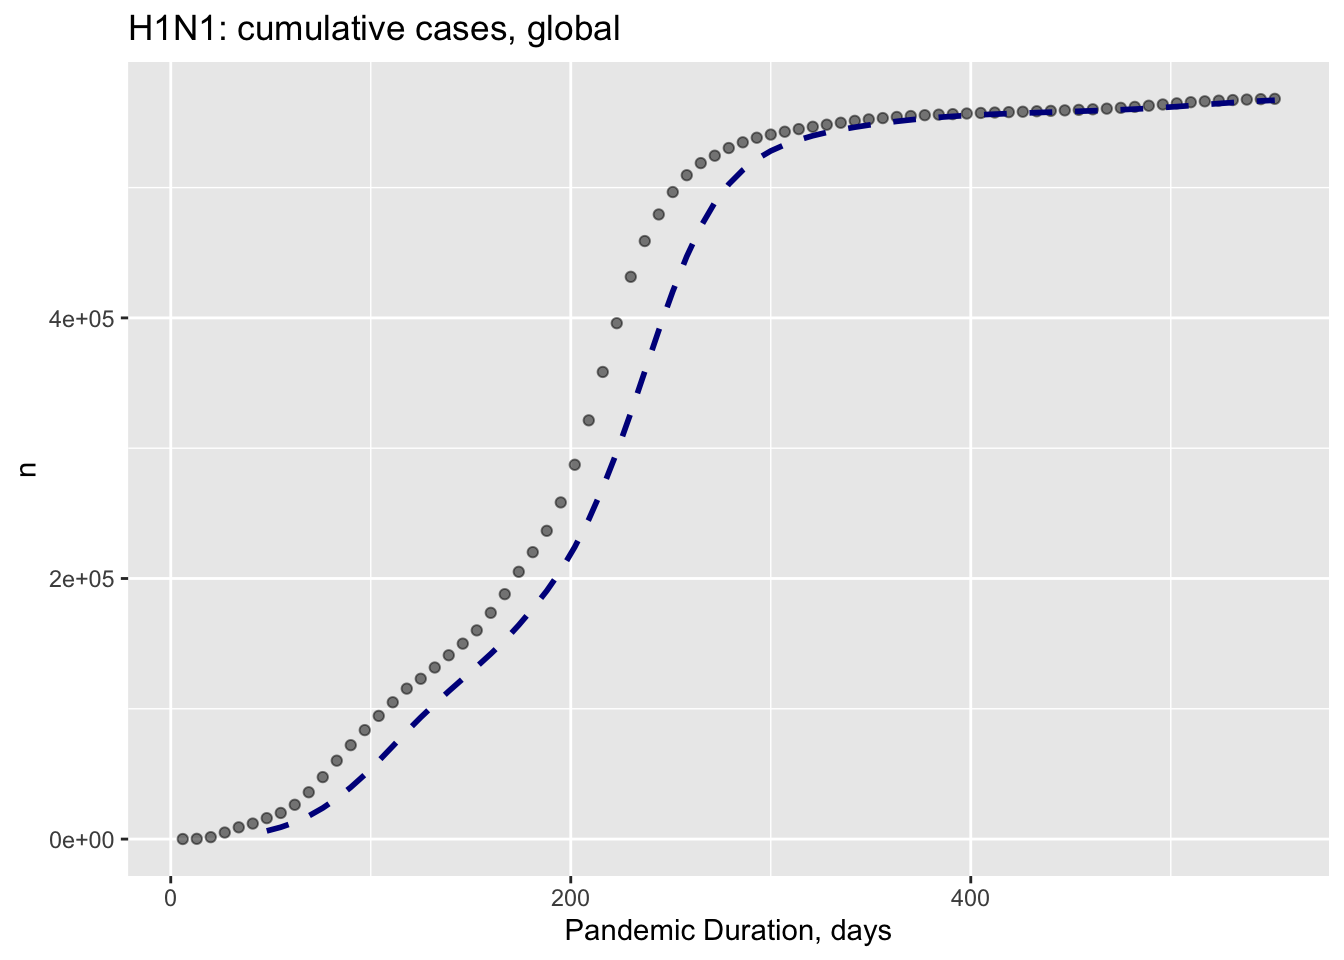 H1N1: cumulative cases, global
4e+05
n
2e+05
0e+00
0 200 400
Pandemic Duration, days